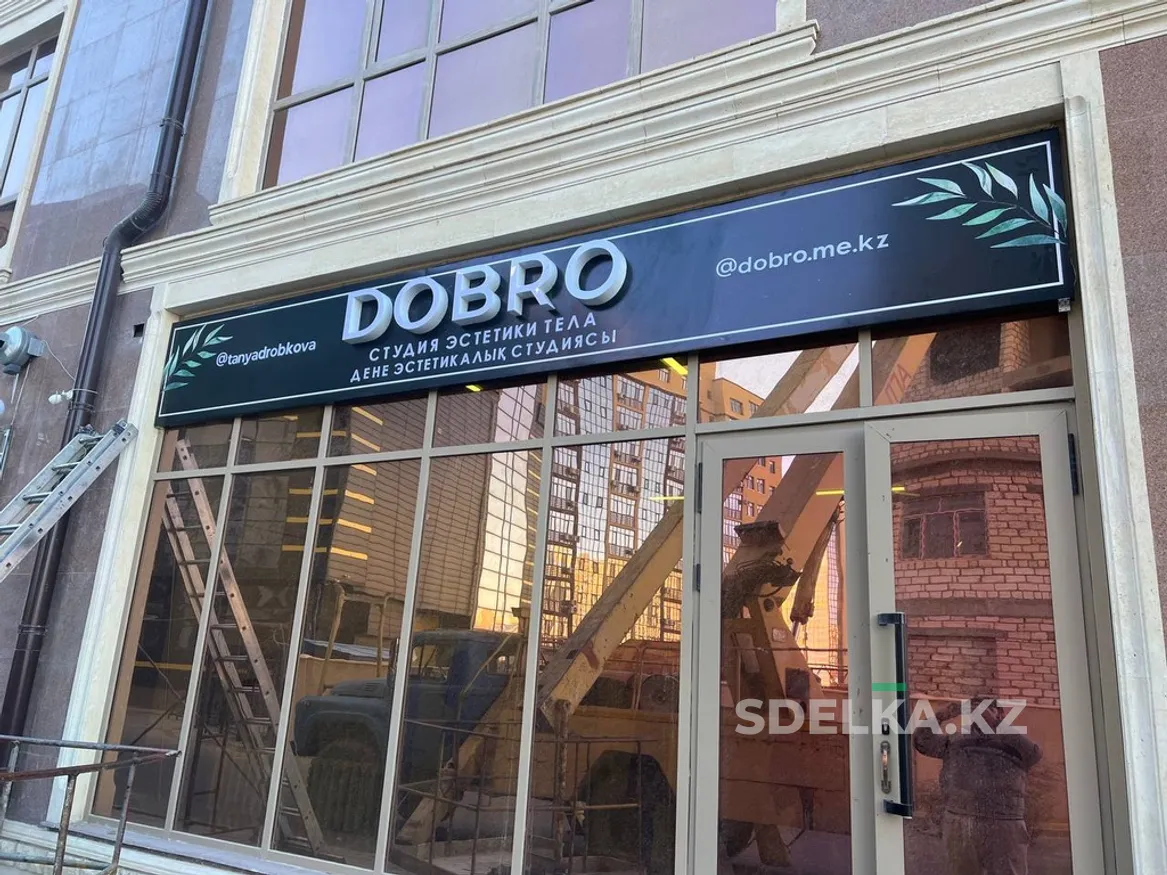 DOBRO
СТУДИЯ ЭСТЕТИКИ ТЕЛА
ДЕНЕ ЭСТЕТИКАЛЫҚ СТУДИЯСЫ
@tanyadrobkova
@dobro.me.kz
SDELKA.KZ